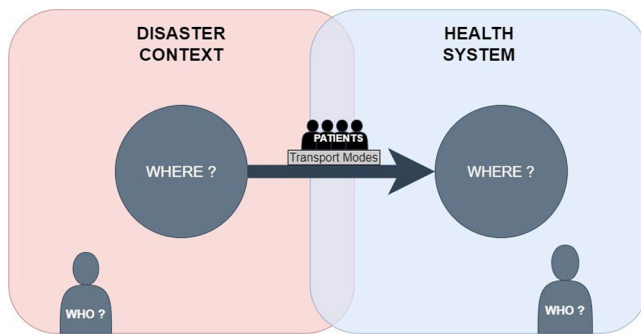 DISASTER
CONTEXT
HEALTH
SYSTEM
PATIENTS
Transport Modes
WHERE ?
WHERE ?
WHO ?
WHO ?